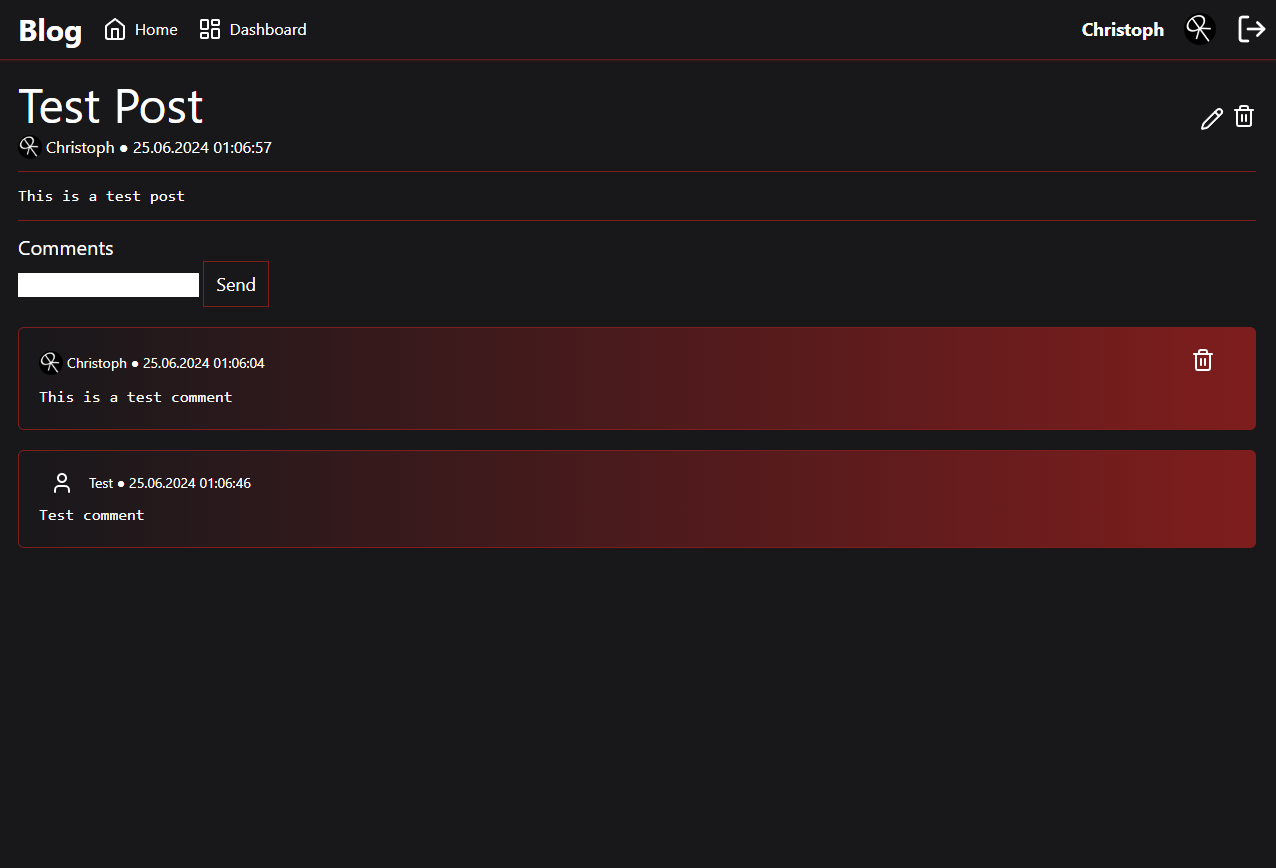 Blog Home Dashboard Christoph
Test Post
Christoph ● 25.06.2024 01:06:57
This is a test post
Comments
Send
Christoph ● 25.06.2024 01:06:04
This is a test comment
Test ● 25.06.2024 01:06:46
Test comment